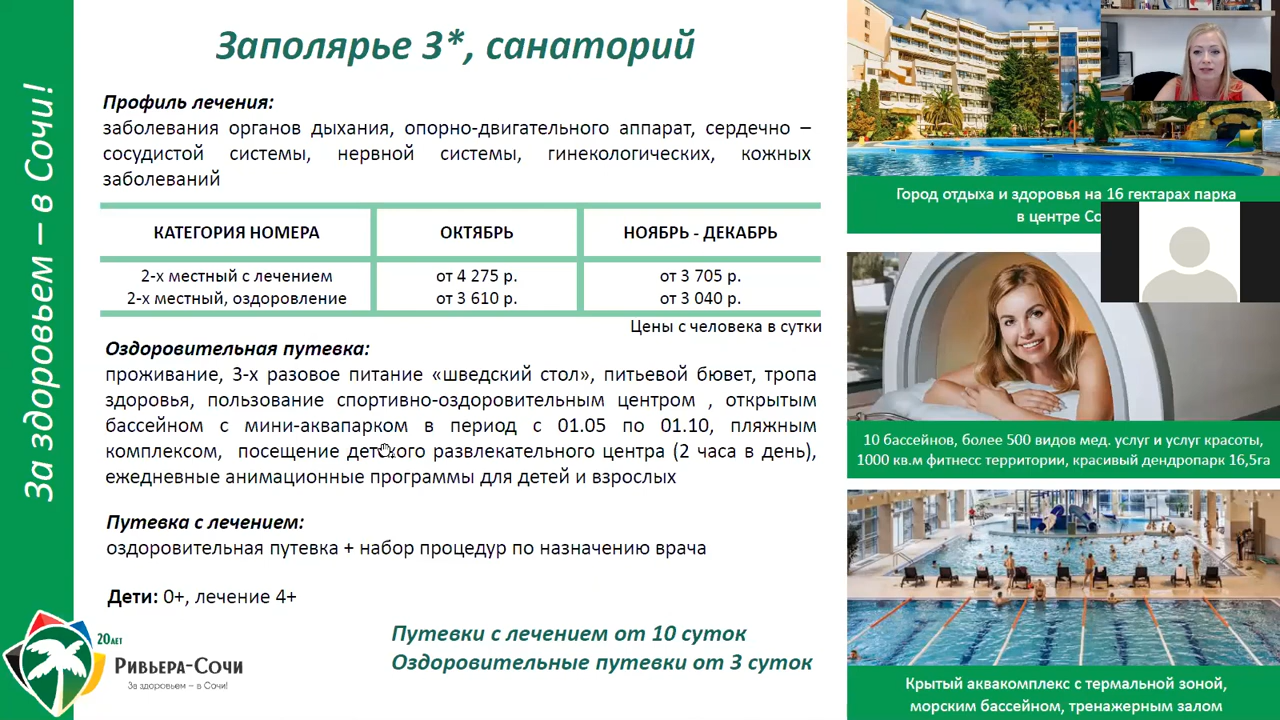 За здоровьем – в Сочи!
Заполярье 3*, санаторий
Профиль лечения:
заболевания органов дыхания, опорно-двигательного аппарат, сердечно –
сосудистой системы, нервной системы, гинекологических, кожных
заболеваний
КАТЕГОРИЯ НОМЕРА ОКТЯБРЬ НОЯБРЬ - ДЕКАБРЬ
2-х местный с лечением от 4 275 р. от 3 705 р.
2-х местный, оздоровление от 3 610 р. от 3 040 р.
Цены с человека в сутки
Оздоровительная путевка:
проживание, 3-х разовое питание «шведский стол», питьевой бювет, тропа
здоровья, пользование спортивно-оздоровительным центром , открытым
бассейном с мини-аквапарком в период с 01.05 по 01.10, пляжным
комплексом, посещение детского развлекательного центра (2 часа в день),
ежедневные анимационные программы для детей и взрослых
Путевка с лечением:
оздоровительная путевка + набор процедур по назначению врача
Дети: 0+, лечение 4+
Путевки с лечением от 10 суток
Оздоровительные путевки от 3 суток
20 ЛЕТ
Ривьера-Сочи
За здоровьем – в Сочи!
Город отдыха и здоровья на 16 гектарах парка
в центре Со
10 бассейнов, более 500 видов мед. услуг и услуг красоты,
1000 кв.м фитнесс территории, красивый дендропарк 16,5га
Крытый аквакомплекс с термальной зоной,
морским бассейном, тренажерным залом